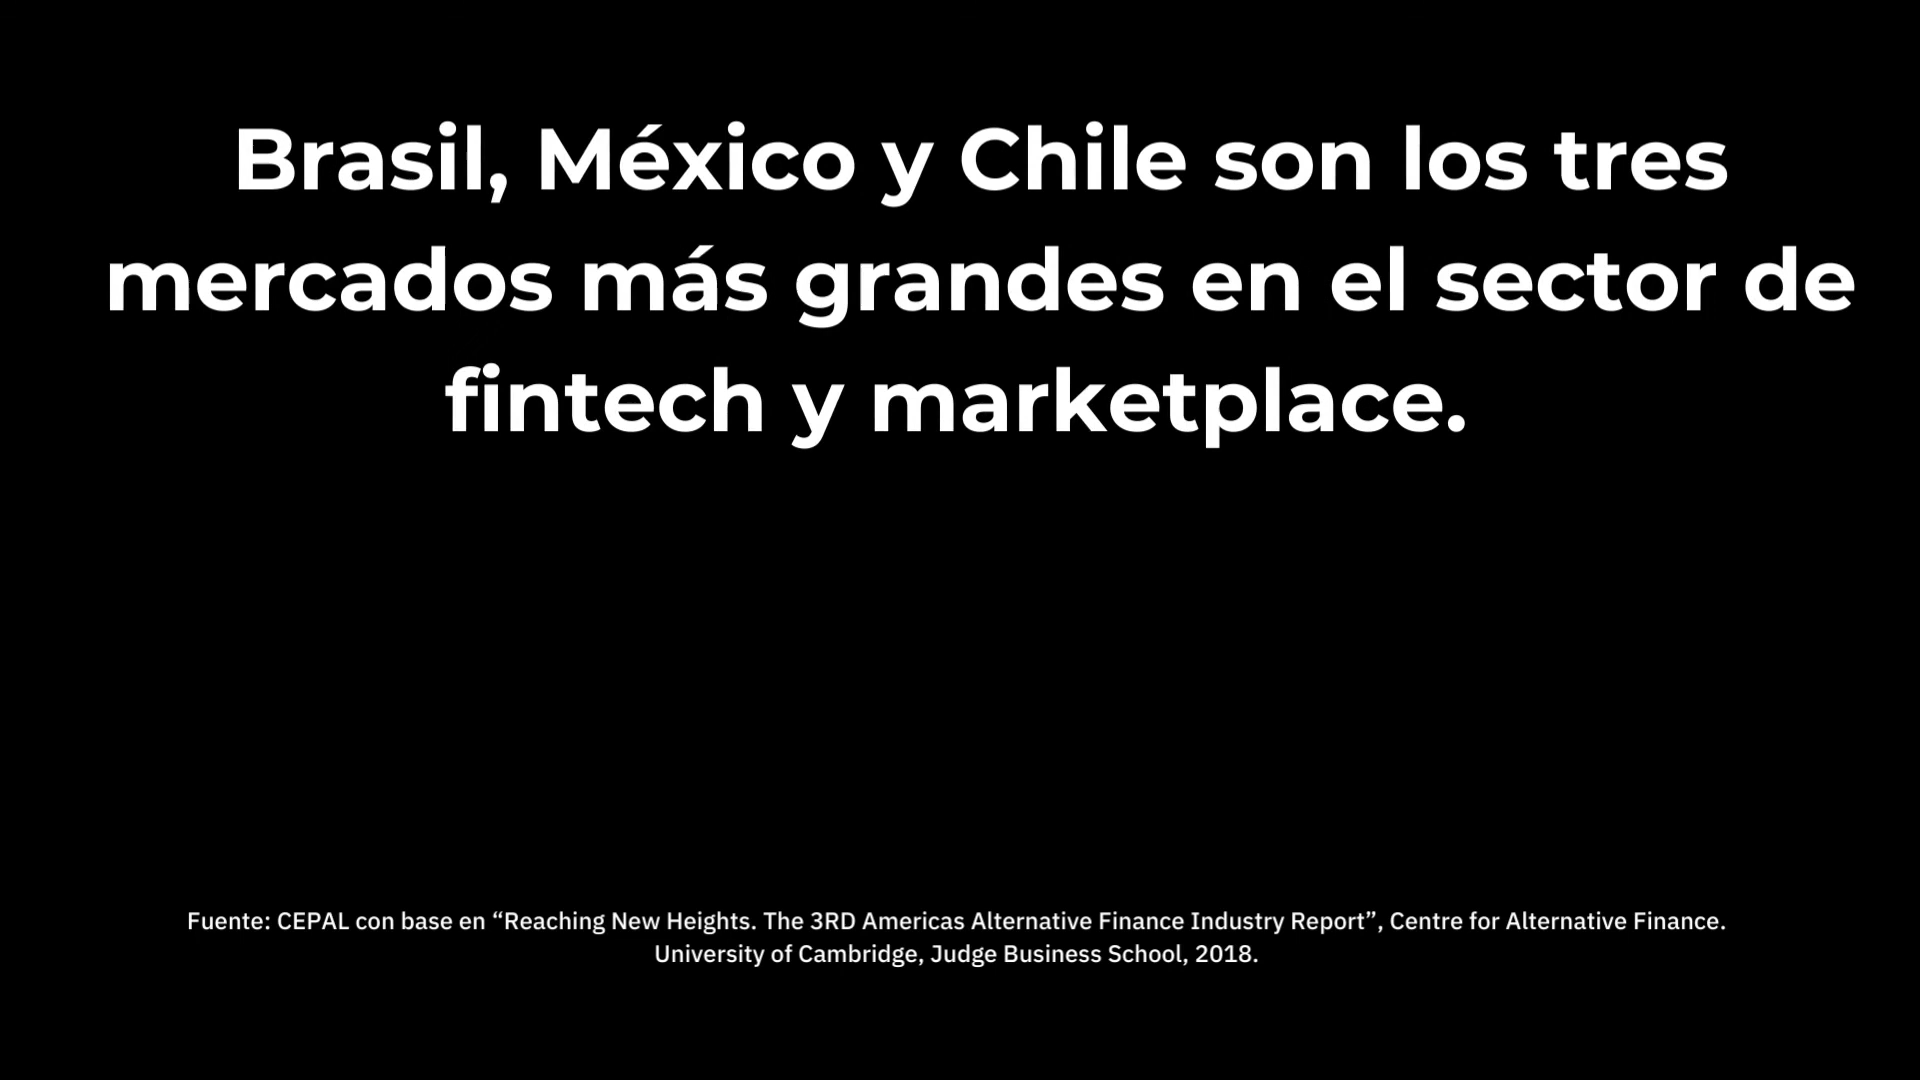 Brasil, México y Chile son los tres
mercados más grandes en el sector de
fintech y marketplace.
Fuente: CEPAL con base en “Reaching New Heights. The 3RD Americas Alternative Finance Industry Report”, Centre for Alternative Finance.
University of Cambridge, Judge Business School, 2018.